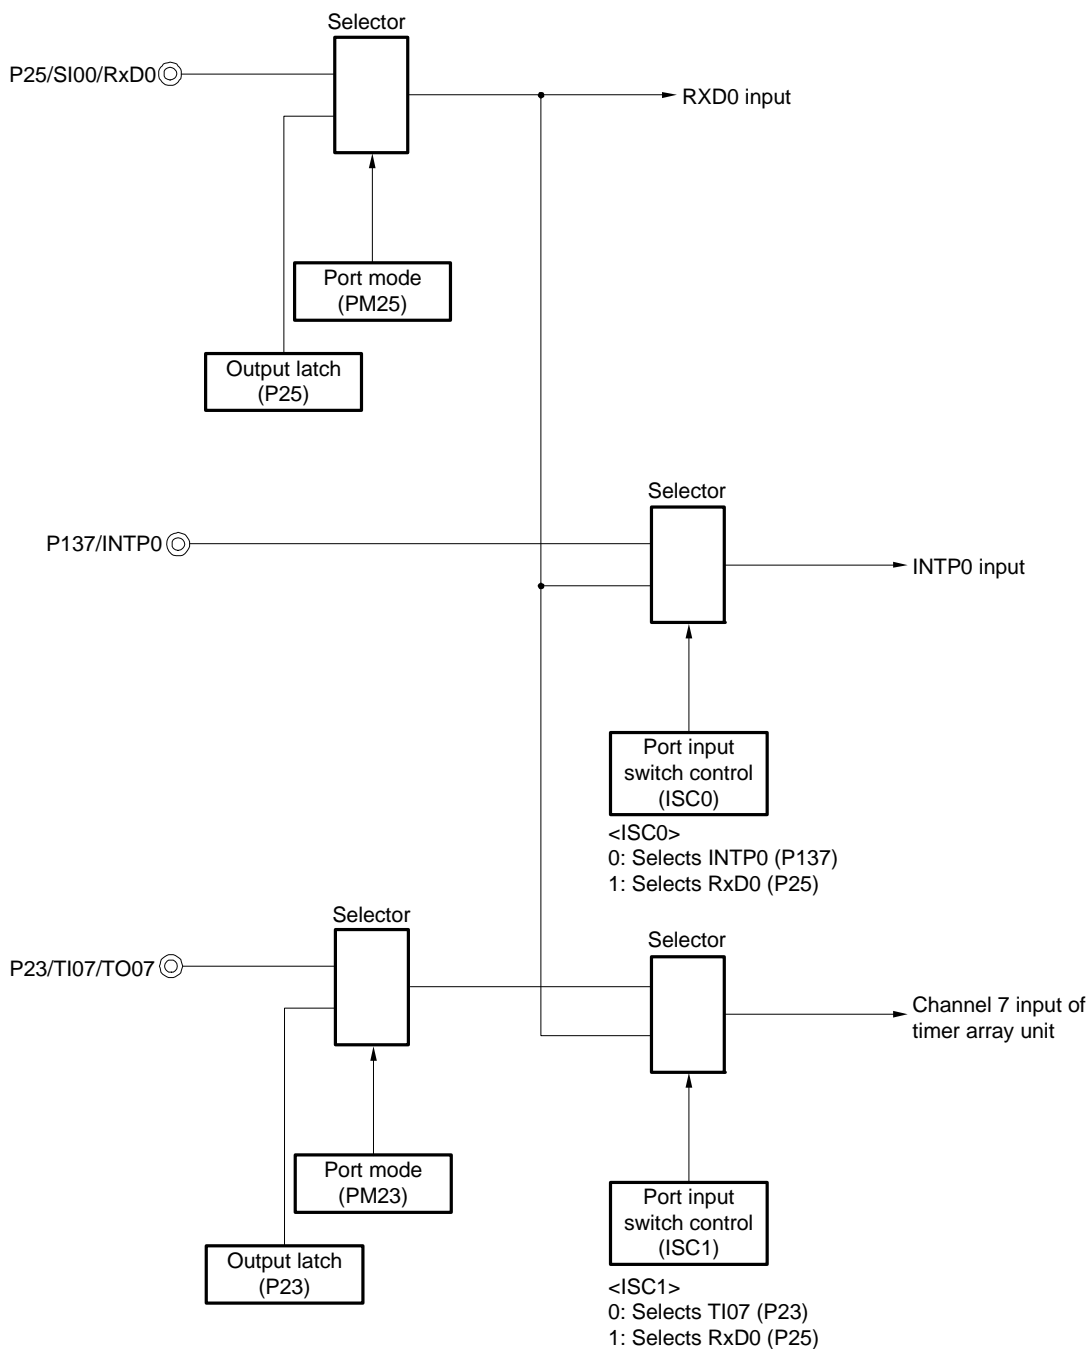 Selector
P25/SI00/RxD0
RXD0 input
Port mode
(PM25)
Output latch
(P25)
Selector
P137/INTP0
INTP0 input
Port input
switch control
(ISC0)
<ISC0>
0: Selects INTP0 (P137)
1: Selects RxD0 (P25)
Selector
Selector
P23/TI07/TO07
Channel 7 input of
timer array unit
Port mode
(PM23)
Port input
switch control
(ISC1)
Output latch
(P23)
<ISC1>
0: Selects TI07 (P23)
1: Selects RxD0 (P25)